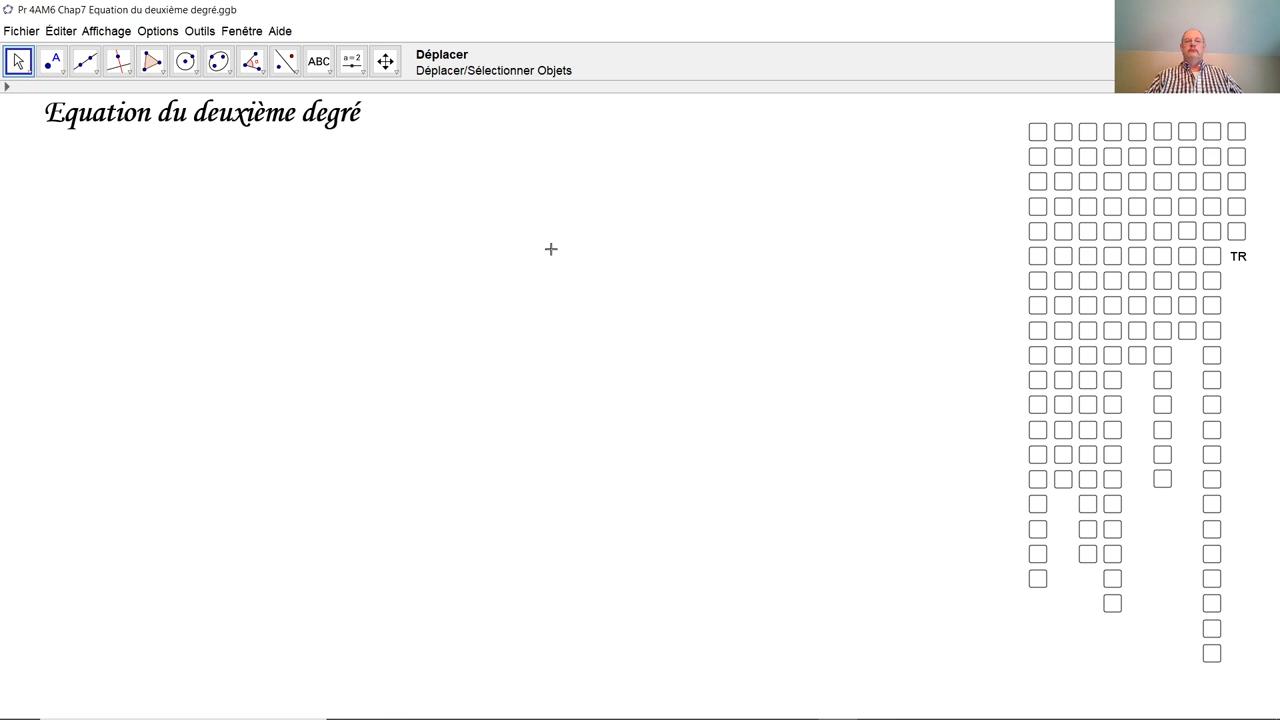 Pr 4AM6 Chap7 Equation du deuxième degré.ggb
Fichier Éditer Affichage Options Outils Fenêtre Aide
A
ABC
a=2
Déplacer
Déplacer/Sélectionner Objets
Equation du deuxième degré
TR